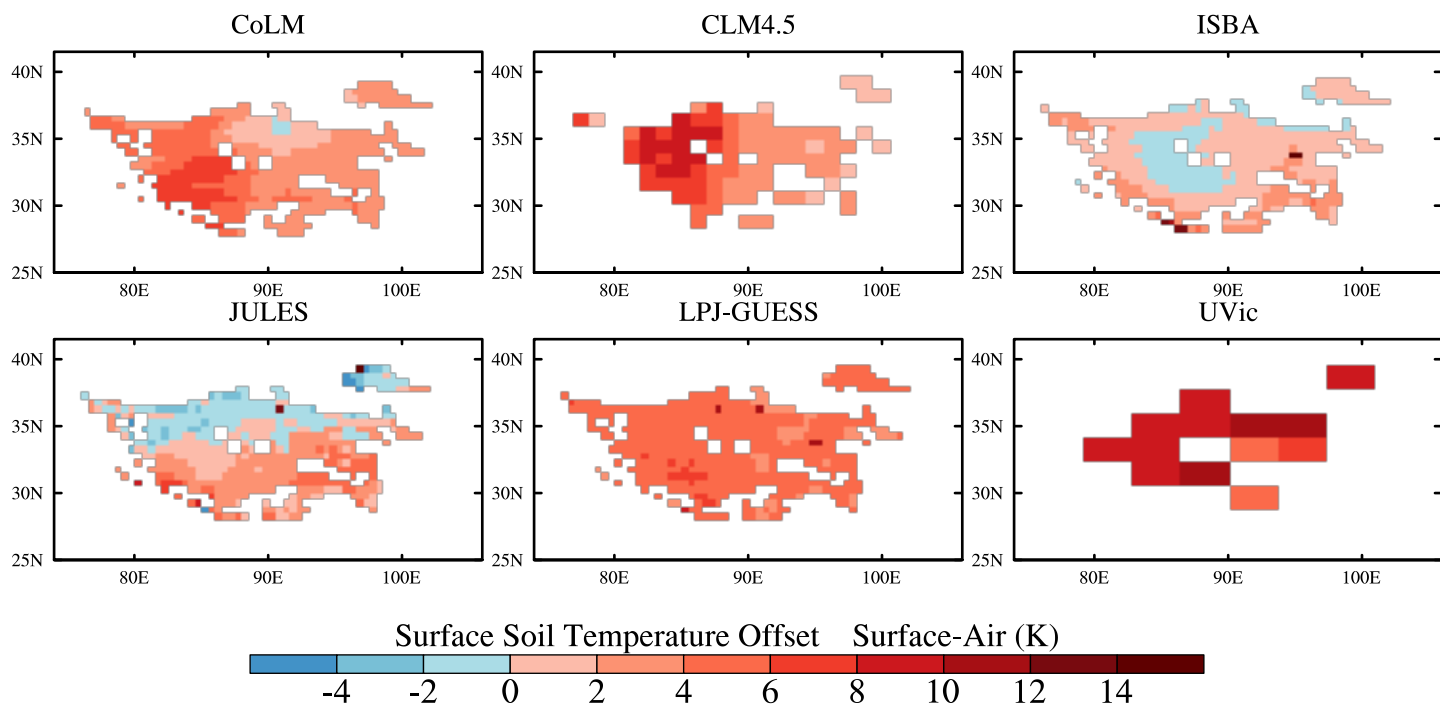 CoLM CLM4.5 ISBA
40N 40N 40N
35N 35N 35N
30N 30N 30N
25N 25N 25N
80E 90E 100E 80E 90E 100E 80E 90E 100E
JULES LPJ-GUESS UVic
40N 40N 40N
35N 35N 35N
30N 30N 30N
25N 25N 25N
80E 90E 100E 80E 90E 100E 80E 90E 100E
Surface Soil Temperature Offset Surface-Air (K)
-4 -2 0 2 4 6 8 10 12 14